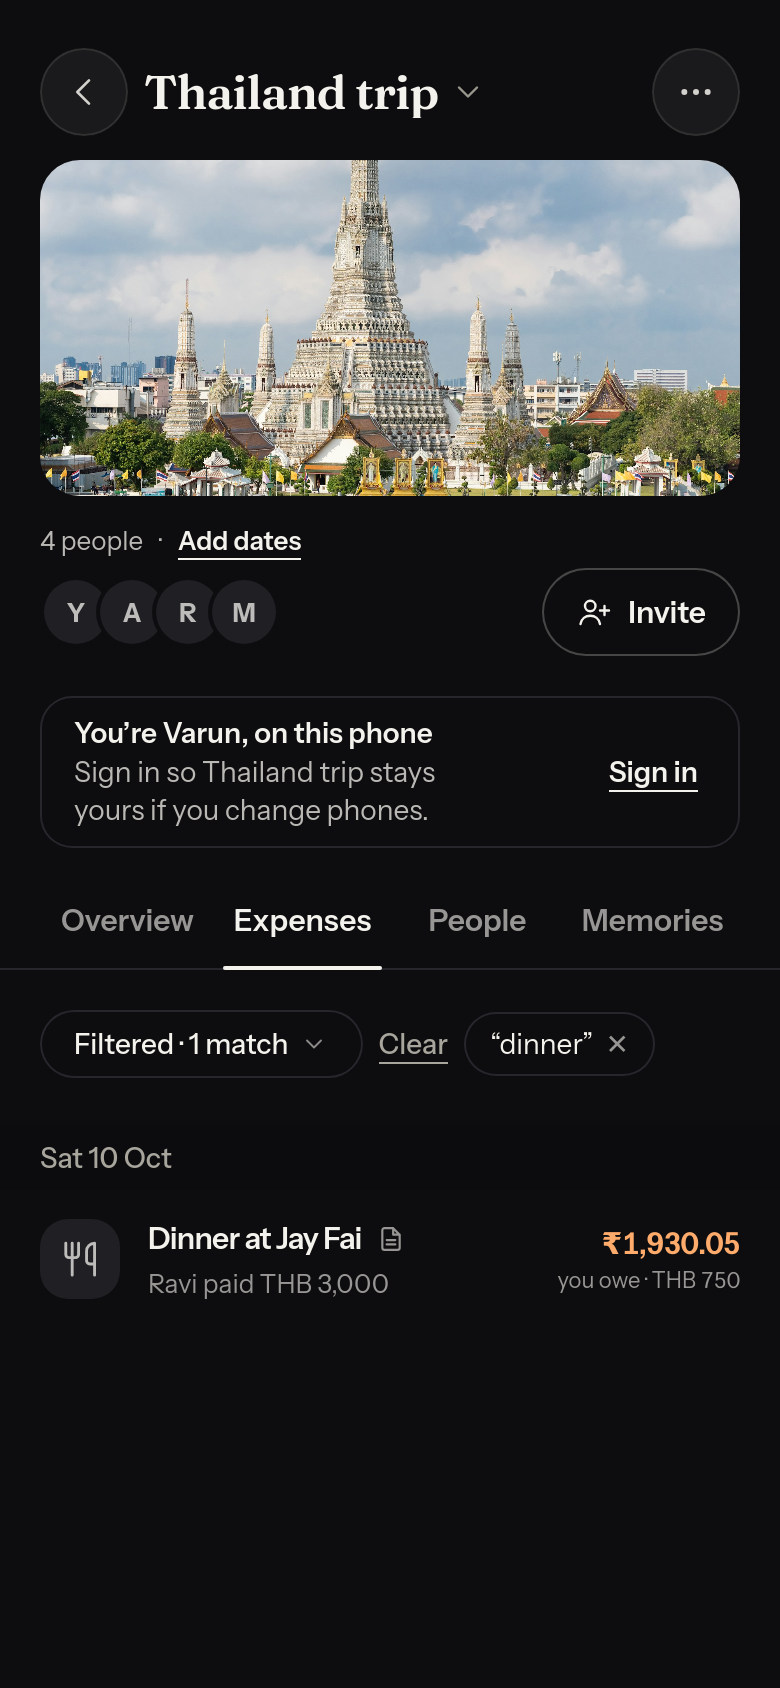 Thailand trip
4 people · Add dates
Y A R M
Invite
You’re Varun, on this phone
Sign in so Thailand trip stays
yours if you change phones.
Sign in
Overview Expenses People Memories
Filtered · 1 match Clear “dinner” ✕
Sat 10 Oct
Dinner at Jay Fai ₹1,930.05
Ravi paid THB 3,000 you owe · THB 750